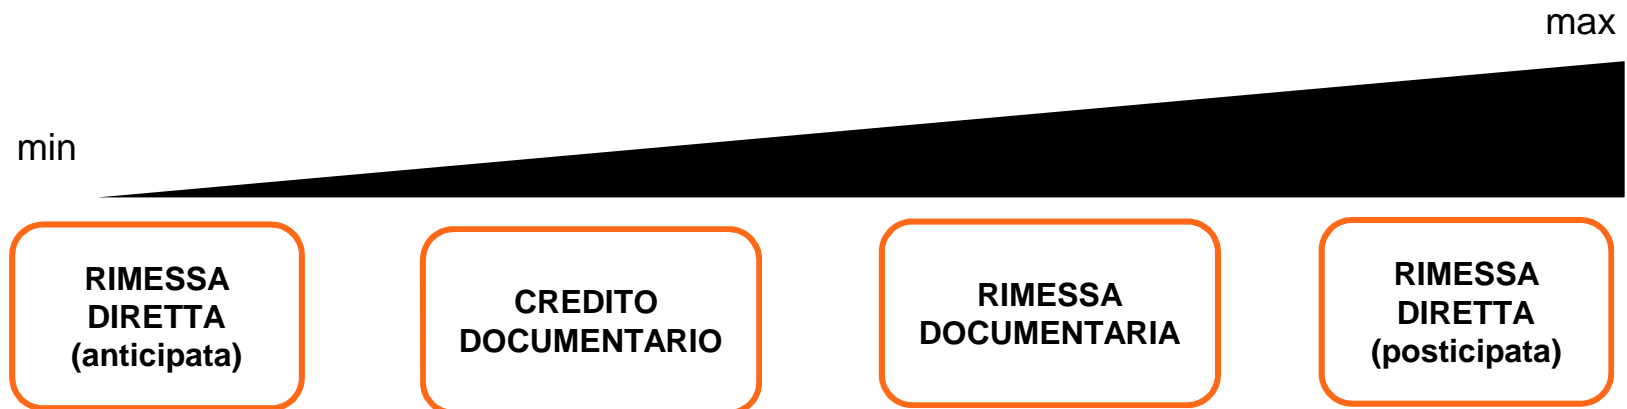 max
min
RIMESSA
DIRETTA
(anticipata)
CREDITO
DOCUMENTARIO
RIMESSA
DOCUMENTARIA
RIMESSA
DIRETTA
(posticipata)